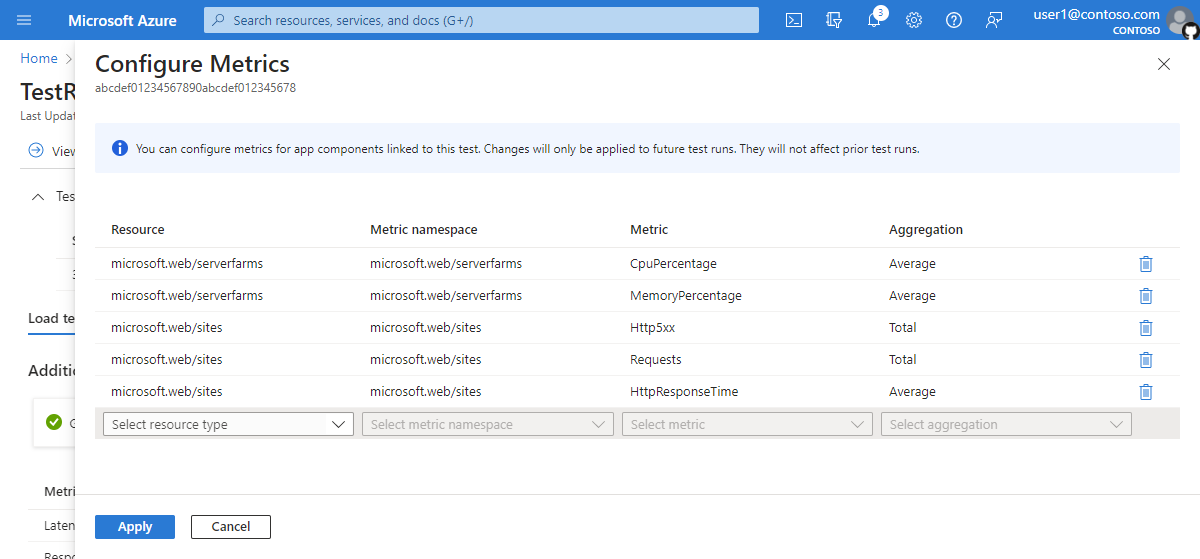 Microsoft Azure
Search resources, services, and docs (G+/)
3
user1@contoso.com
CONTOSO
Home
TestR
Last Updat
View
Tes
S
3
Load te
Additio
G
Metri
Laten
Respo
Configure Metrics
abcdef01234567890abcdef012345678
You can configure metrics for app components linked to this test. Changes will only be applied to future test runs. They will not affect prior test runs.
Resource Metric namespace Metric Aggregation
microsoft.web/serverfarms microsoft.web/serverfarms CpuPercentage Average
microsoft.web/serverfarms microsoft.web/serverfarms MemoryPercentage Average
microsoft.web/sites microsoft.web/sites Http5xx Total
microsoft.web/sites microsoft.web/sites Requests Total
microsoft.web/sites microsoft.web/sites HttpResponseTime Average
Select resource type Select metric namespace Select metric Select aggregation
Apply Cancel